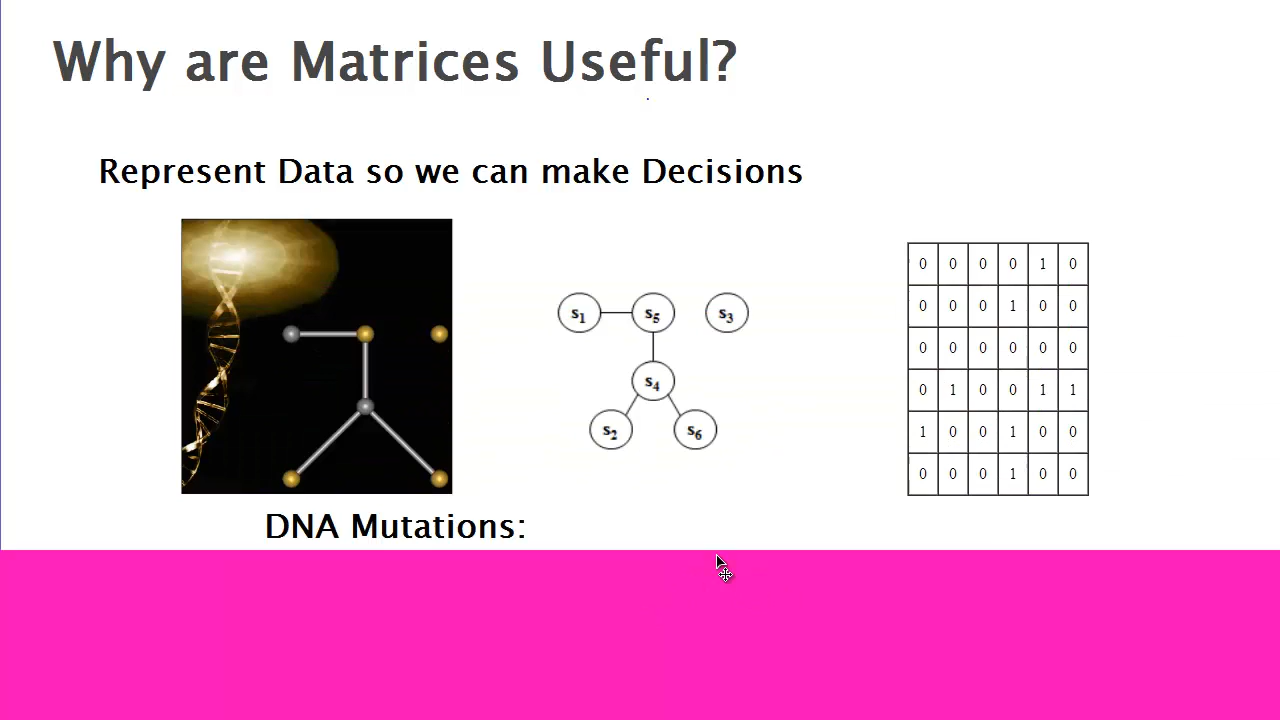 Why are Matrices Useful?
Represent Data so we can make Decisions
s1 s5 s3
s4
s2 s6
0 0 0 0 1 0
0 0 0 1 0 0
0 0 0 0 0 0
0 1 0 0 1 1
1 0 0 1 0 0
0 0 0 1 0 0
DNA Mutations: